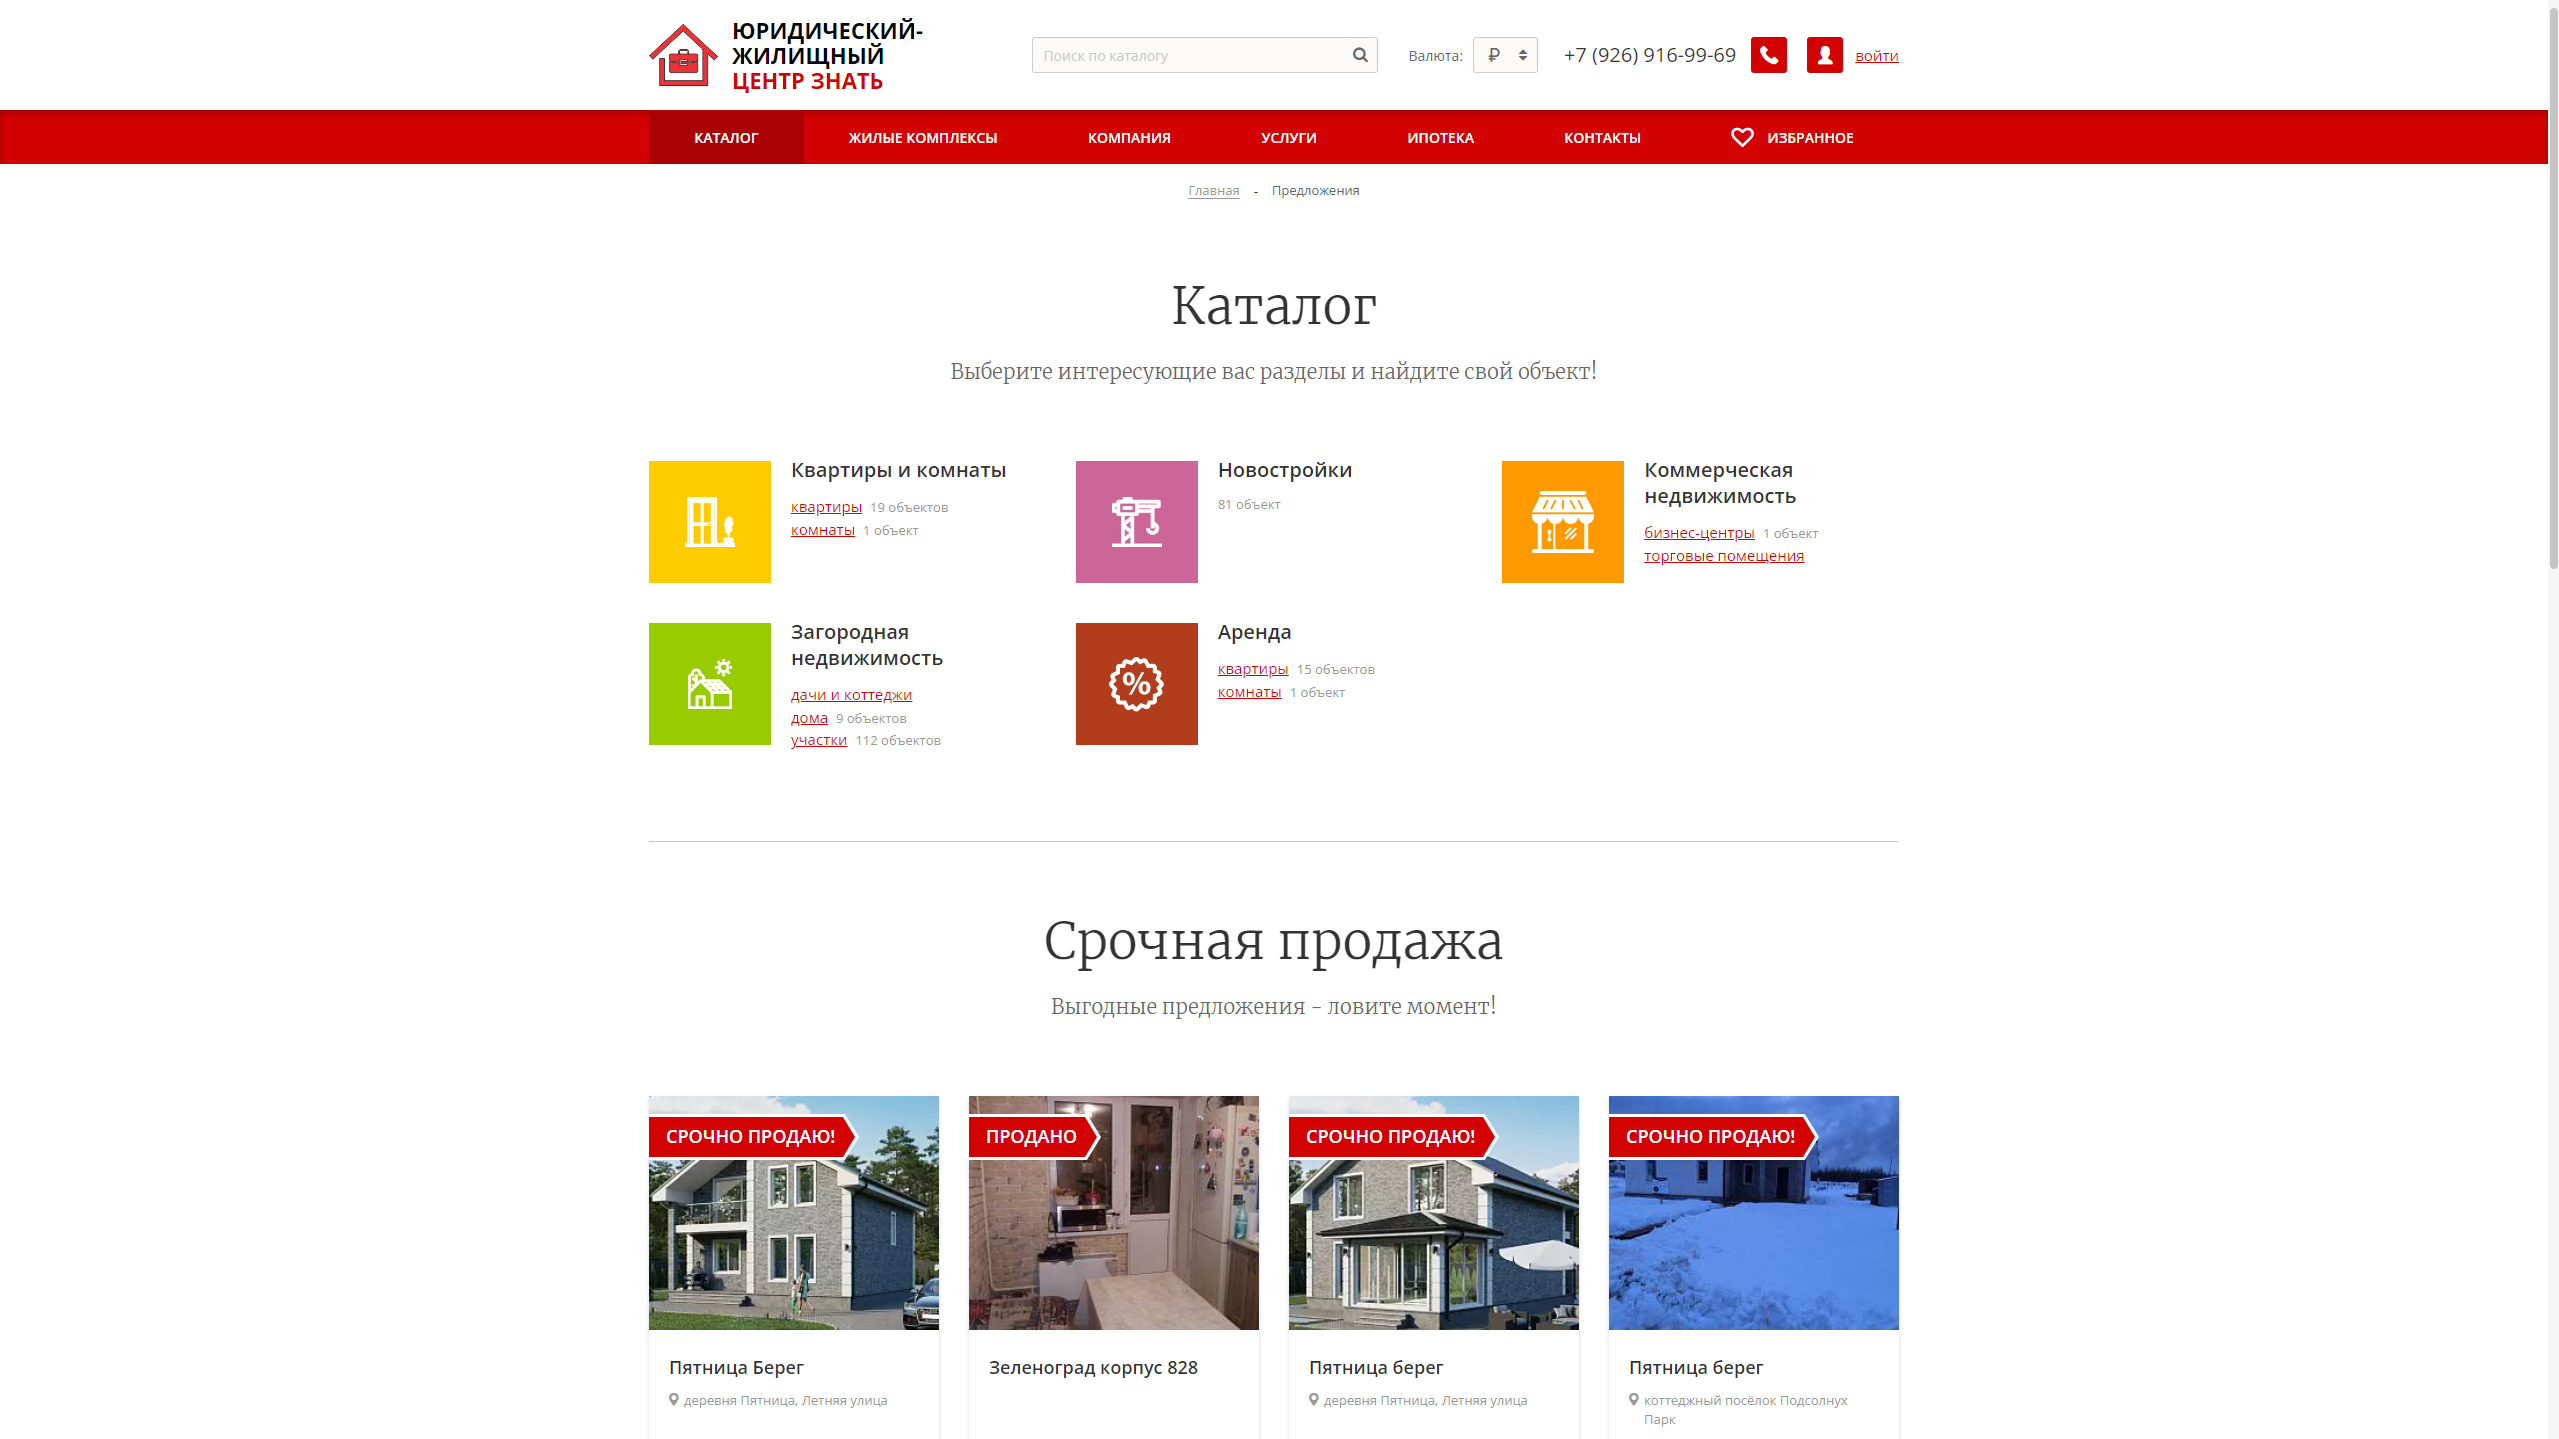 ЮРИДИЧЕСКИЙ-
ЖИЛИЩНЫЙ
ЦЕНТР ЗНАТЬ
Поиск по каталогу
Валюта: ₽
+7 (926) 916-99-69
войти
КАТАЛОГ
ЖИЛЫЕ КОМПЛЕКСЫ
КОМПАНИЯ
УСЛУГИ
ИПОТЕКА
КОНТАКТЫ
ИЗБРАННОЕ
Главная - Предложения
Каталог
Выберите интересующие вас разделы и найдите свой объект!
Квартиры и комнаты
квартиры 19 объектов
комнаты 1 объект
Новостройки
81 объект
Коммерческая
недвижимость
бизнес-центры 1 объект
торговые помещения
Загородная
недвижимость
дачи и коттеджи
дома 9 объектов
участки 112 объектов
%
Аренда
квартиры 15 объектов
комнаты 1 объект
Срочная продажа
Выгодные предложения - ловите момент!
СРОЧНО ПРОДАЮ!
Пятница Берег
деревня Пятница, Летняя улица
ПРОДАНО
Зеленоград корпус 828
СРОЧНО ПРОДАЮ!
Пятница берег
деревня Пятница, Летняя улица
СРОЧНО ПРОДАЮ!
Пятница берег
коттеджный посёлок Подсолнух
Парк